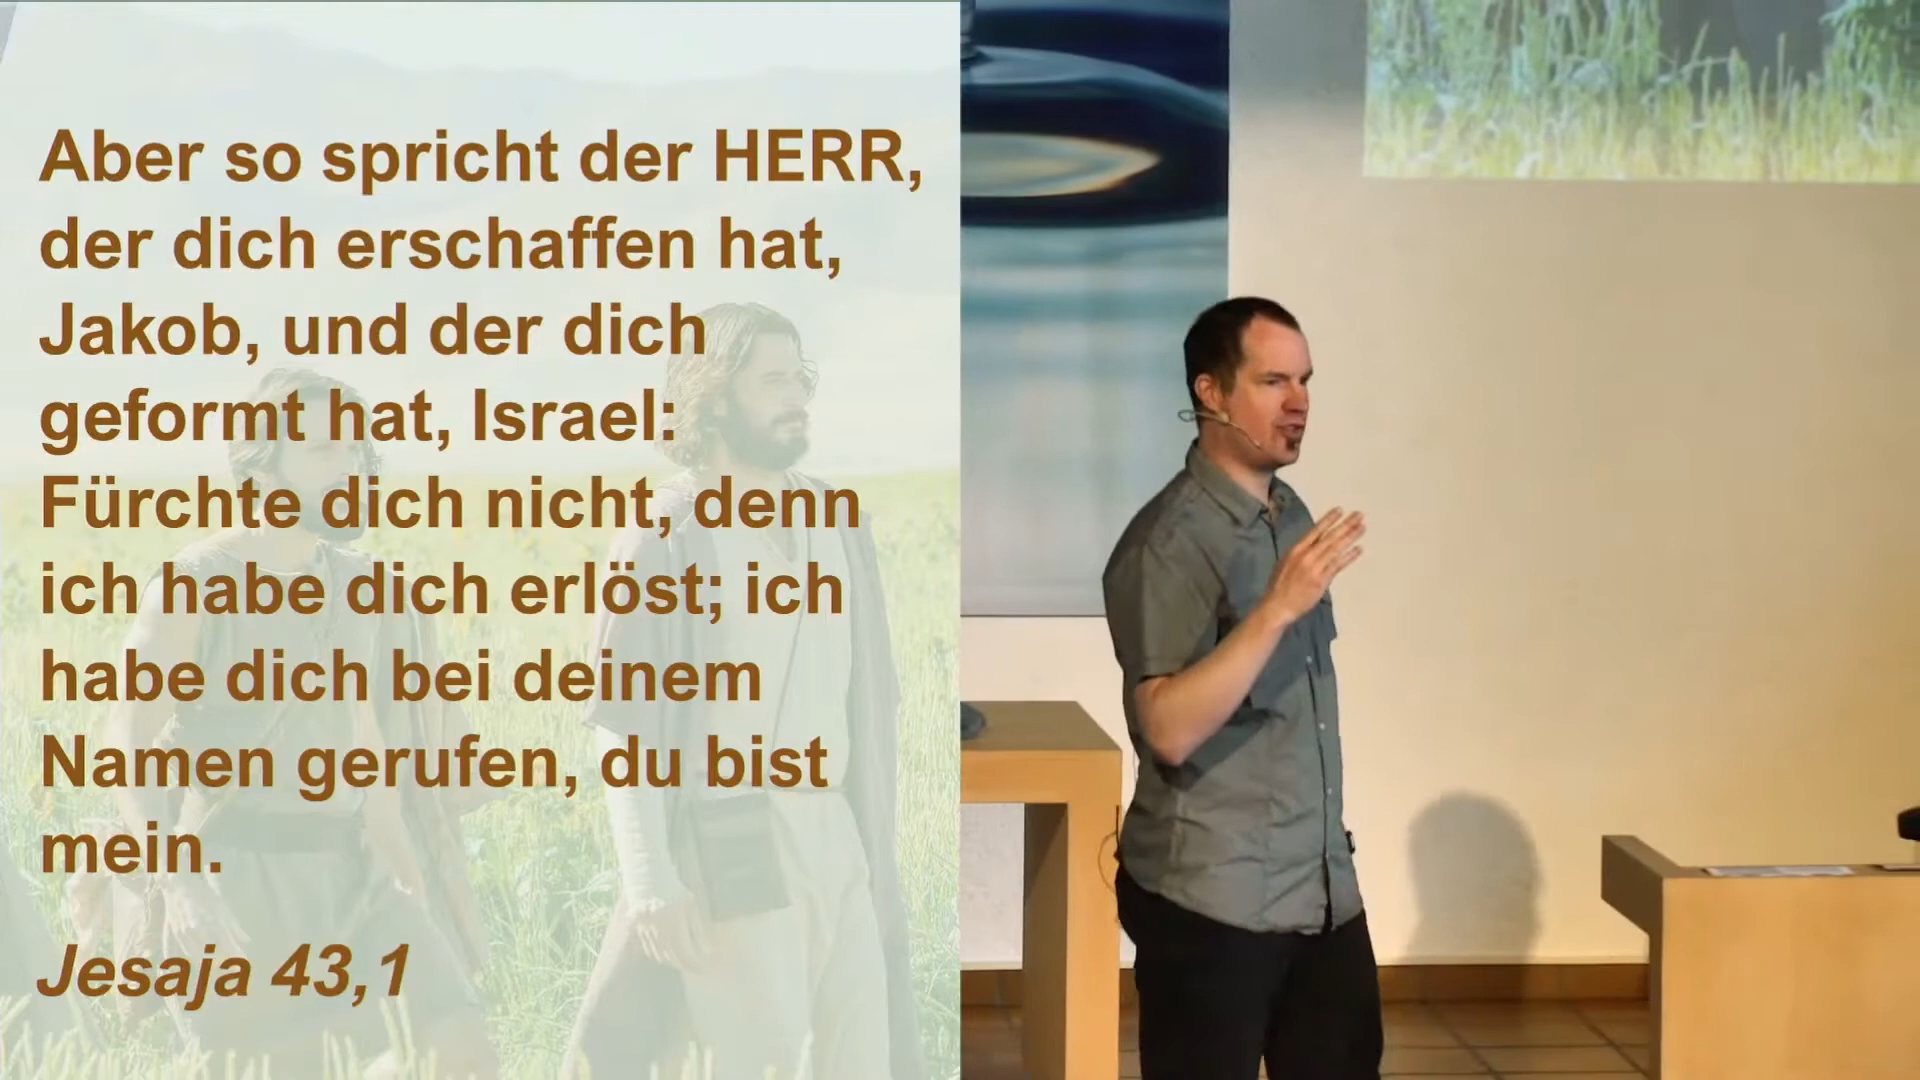 Aber so spricht der HERR,
der dich erschaffen hat,
Jakob, und der dich
geformt hat, Israel:
Fürchte dich nicht, denn
ich habe dich erlöst; ich
habe dich bei deinem
Namen gerufen, du bist
mein.
Jesaja 43,1